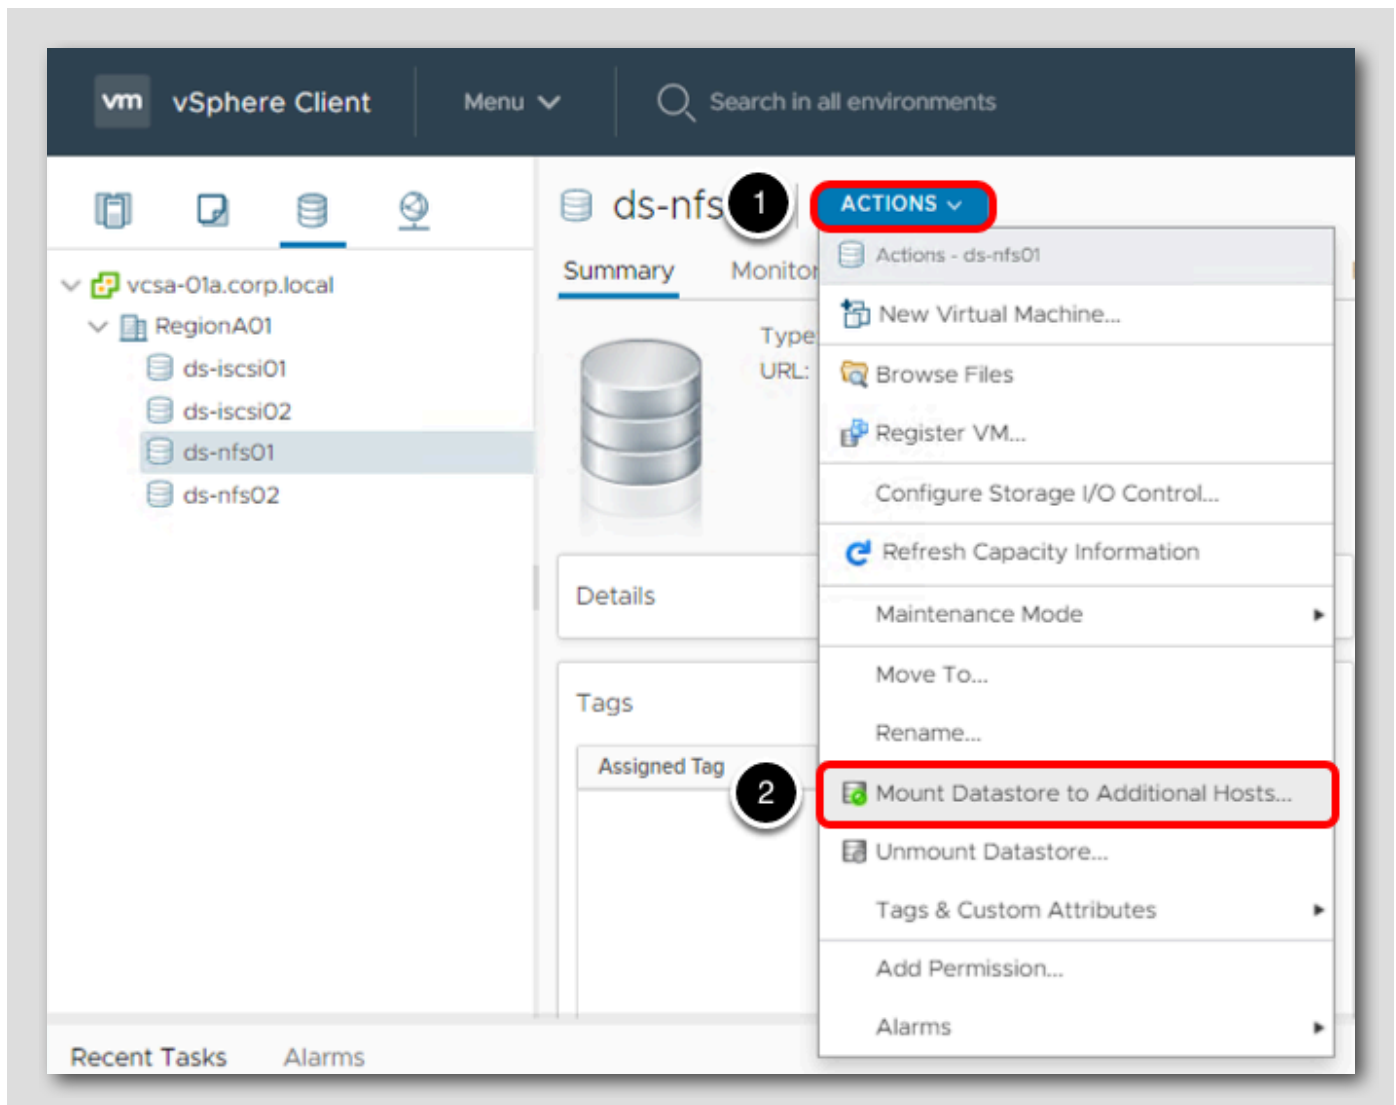 vm vSphere Client Menu Search in all environments
ds-nfs 1 ACTIONS
vcsa-01a.corp.local
RegionA01
ds-iscsi01
ds-iscsi02
ds-nfs01
ds-nfs02
Summary Monitor
Type
URL:
Details
Tags
Assigned Tag
Actions - ds-nfs01
New Virtual Machine...
Browse Files
Register VM...
Configure Storage I/O Control...
Refresh Capacity Information
Maintenance Mode
Move To...
Rename...
2 Mount Datastore to Additional Hosts...
Unmount Datastore...
Tags & Custom Attributes
Add Permission...
Alarms
Recent Tasks Alarms